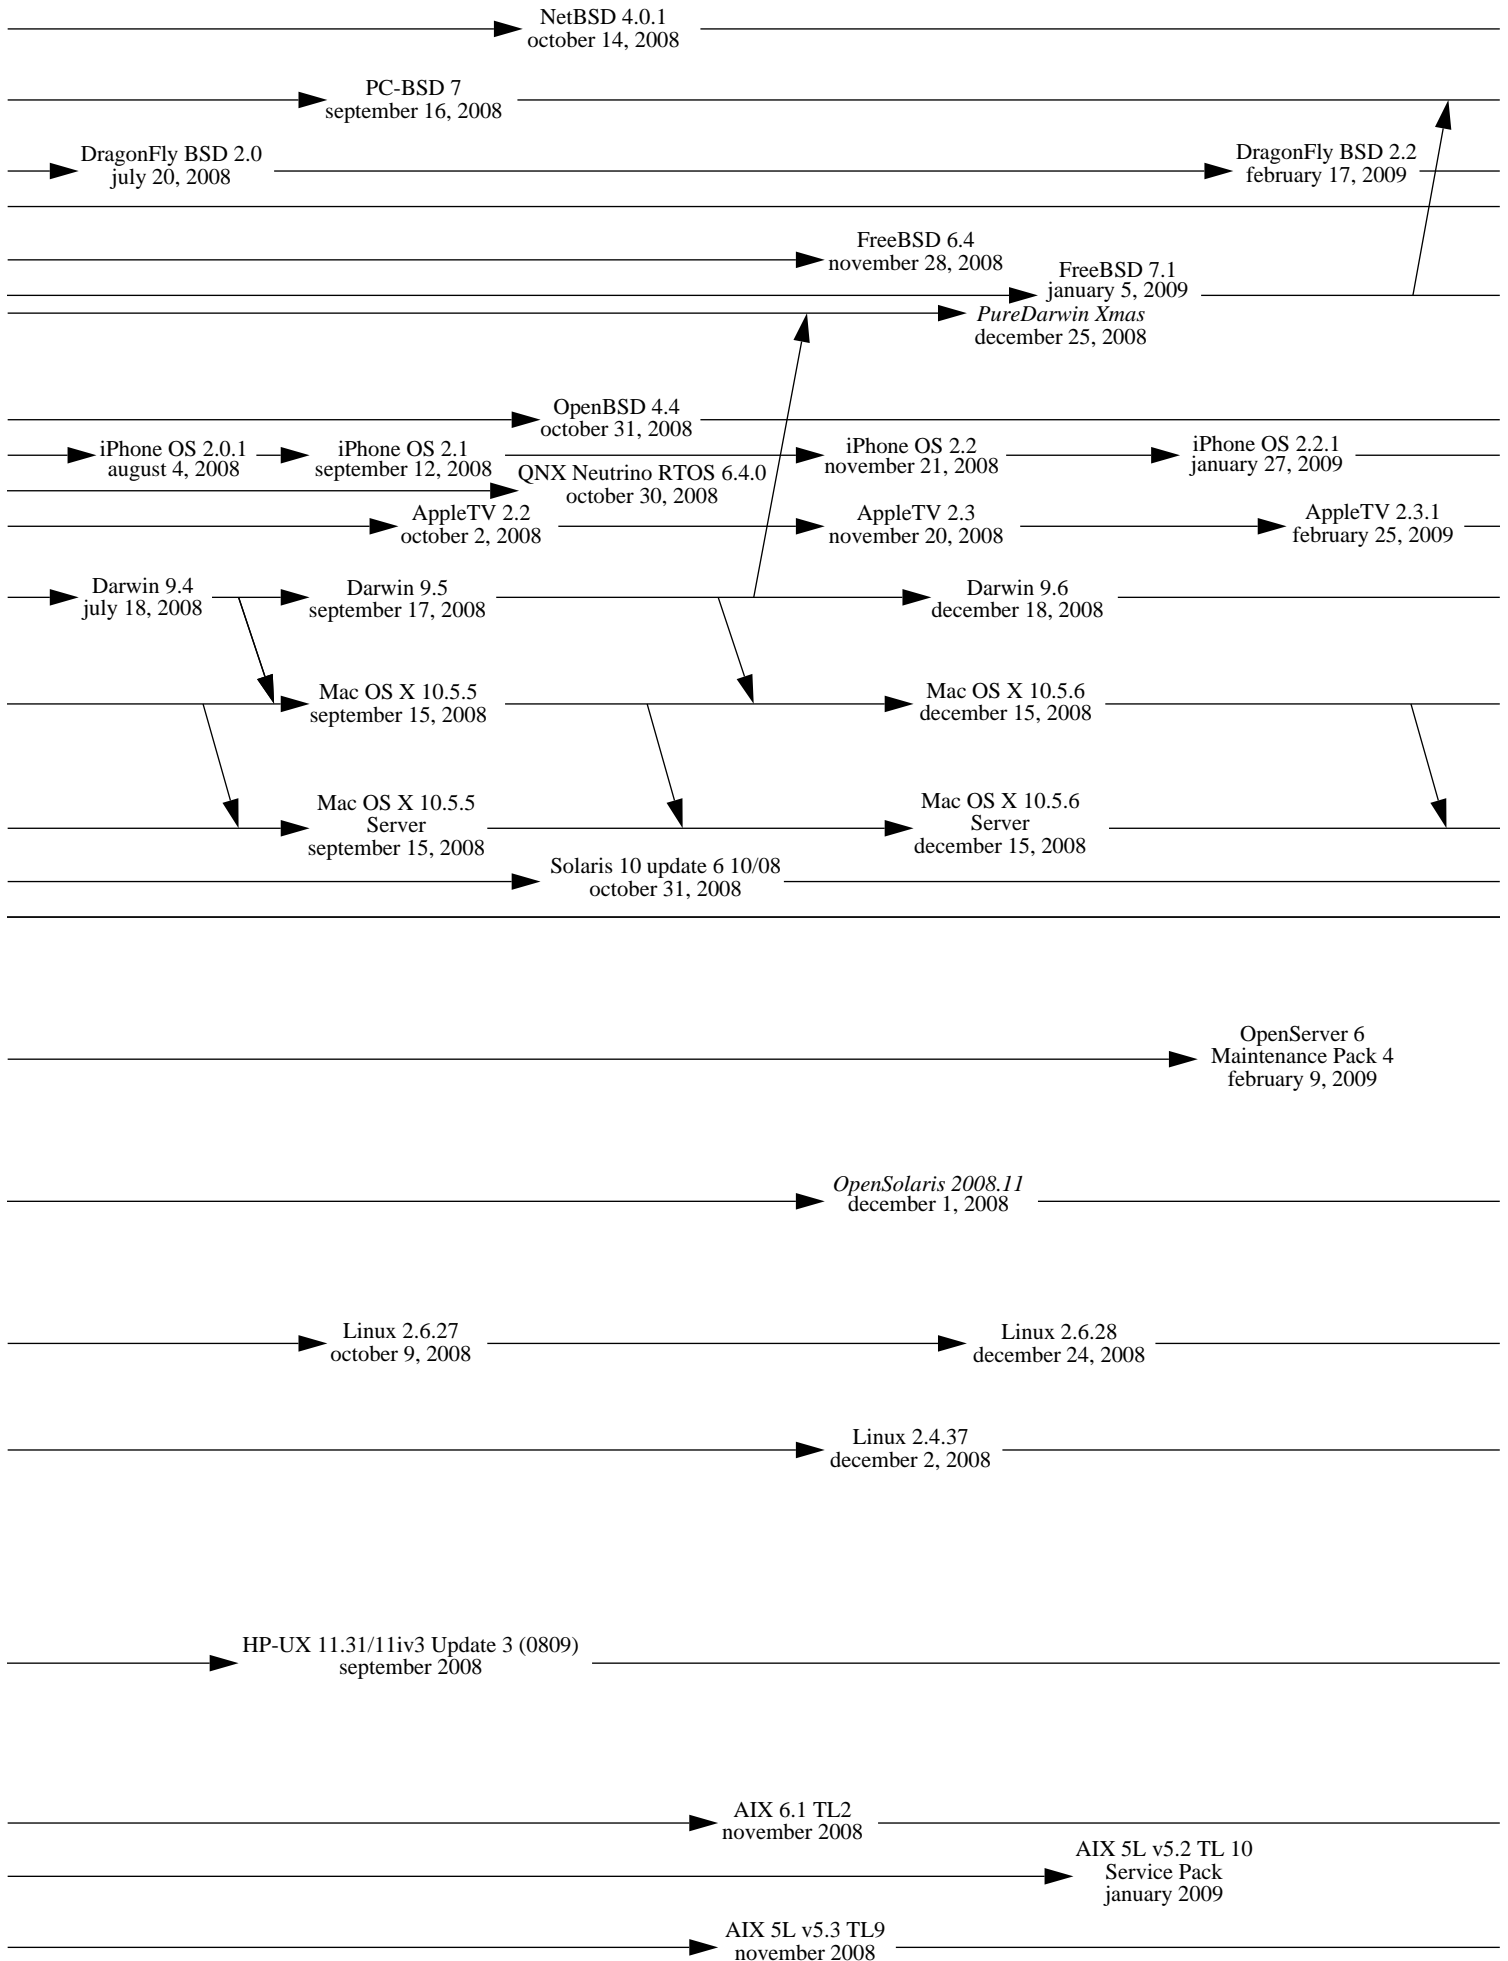 NetBSD 4.0.1
october 14, 2008
PC-BSD 7
september 16, 2008
DragonFly BSD 2.0
july 20, 2008
DragonFly BSD 2.2
february 17, 2009
FreeBSD 6.4
november 28, 2008
FreeBSD 7.1
january 5, 2009
PureDarwin Xmas
december 25, 2008
OpenBSD 4.4
october 31, 2008
iPhone OS 2.0.1
august 4, 2008
iPhone OS 2.1
september 12, 2008
iPhone OS 2.2
november 21, 2008
iPhone OS 2.2.1
january 27, 2009
QNX Neutrino RTOS 6.4.0
october 30, 2008
AppleTV 2.2
october 2, 2008
AppleTV 2.3
november 20, 2008
AppleTV 2.3.1
february 25, 2009
Darwin 9.4
july 18, 2008
Darwin 9.5
september 17, 2008
Darwin 9.6
december 18, 2008
Mac OS X 10.5.5
september 15, 2008
Mac OS X 10.5.6
december 15, 2008
Mac OS X 10.5.5
Server
september 15, 2008
Mac OS X 10.5.6
Server
december 15, 2008
Solaris 10 update 6 10/08
october 31, 2008
OpenServer 6
Maintenance Pack 4
february 9, 2009
OpenSolaris 2008.11
december 1, 2008
Linux 2.6.27
october 9, 2008
Linux 2.6.28
december 24, 2008
Linux 2.4.37
december 2, 2008
HP-UX 11.31/11iv3 Update 3 (0809)
september 2008
AIX 6.1 TL2
november 2008
AIX 5L v5.2 TL 10
Service Pack
january 2009
AIX 5L v5.3 TL9
november 2008